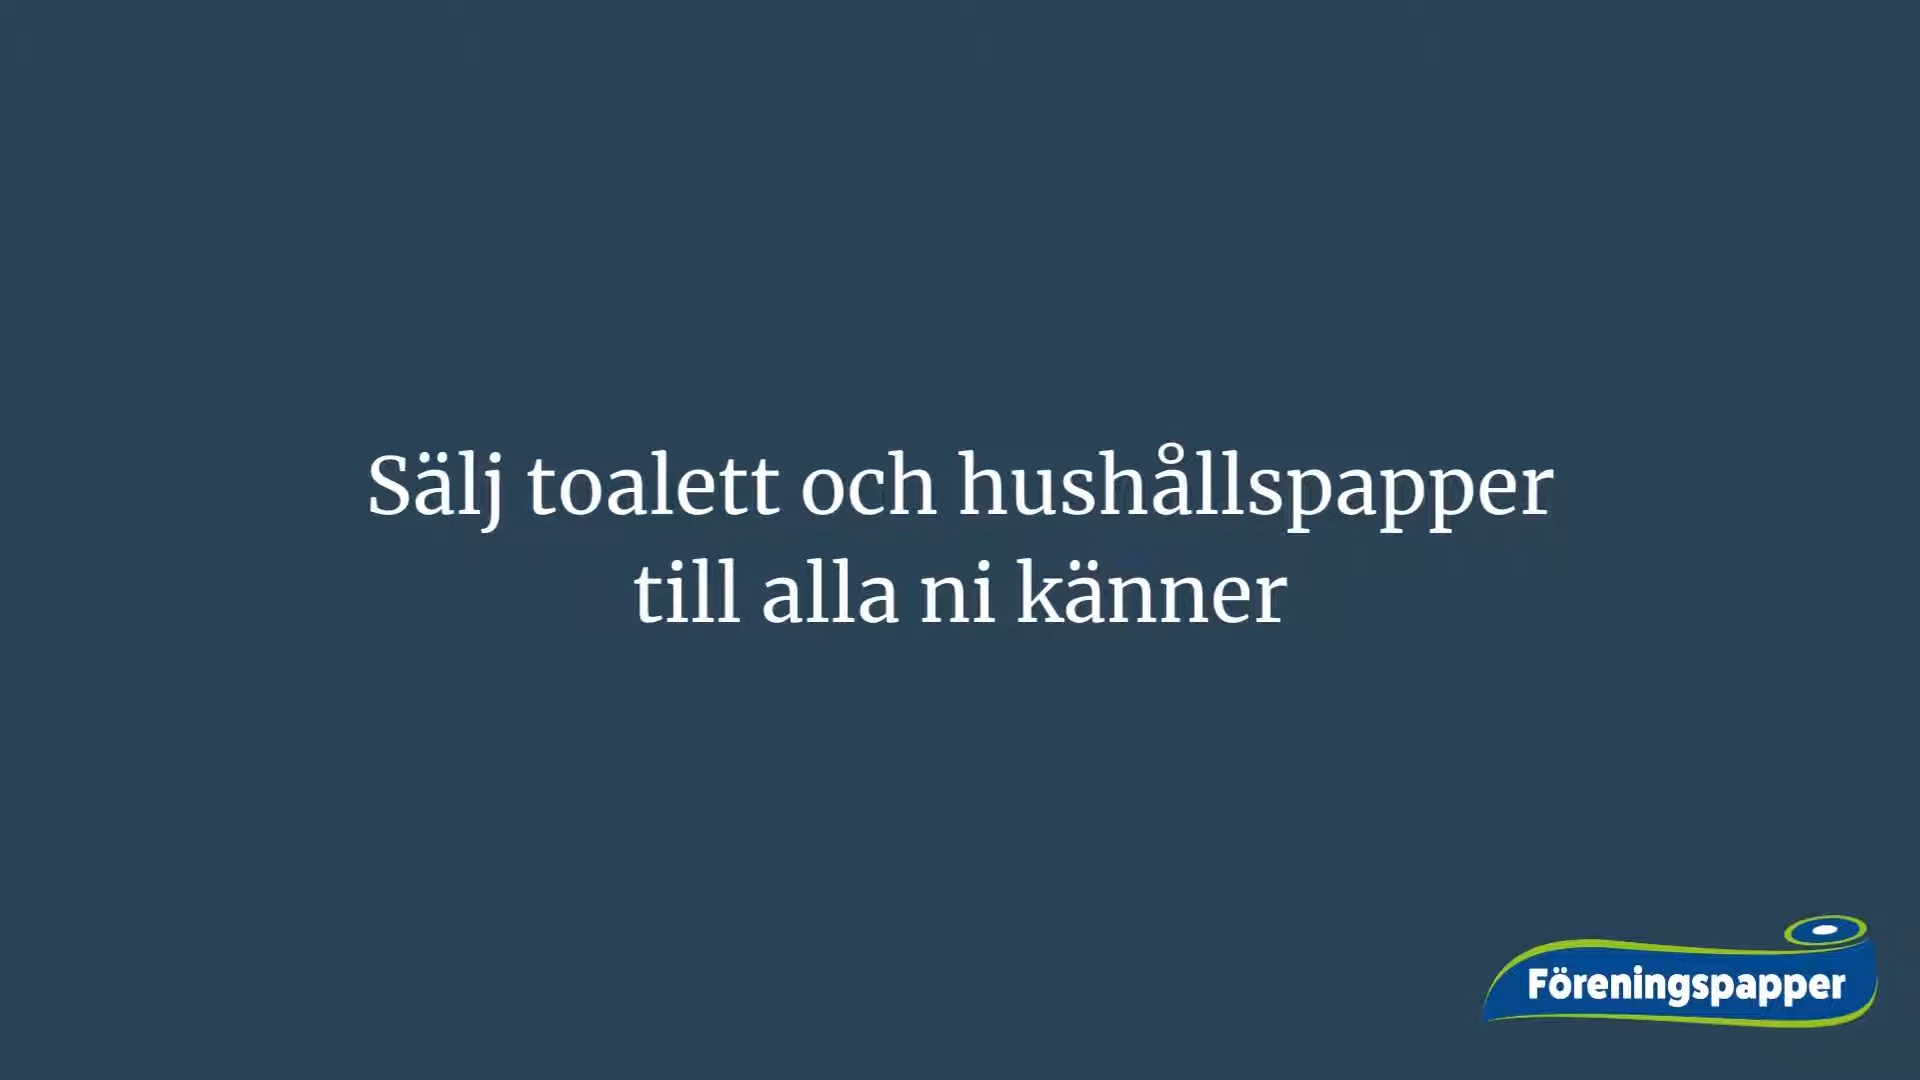 Sälj toalett och hushållspapper
till alla ni känner
Föreningspapper